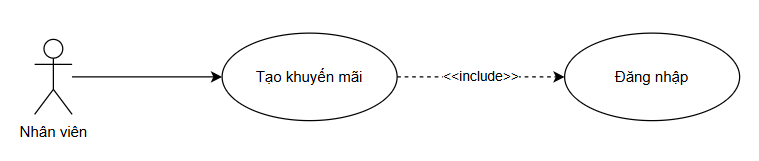 Tạo khuyến mãi
<<include>>
Đăng nhập
Nhân viên